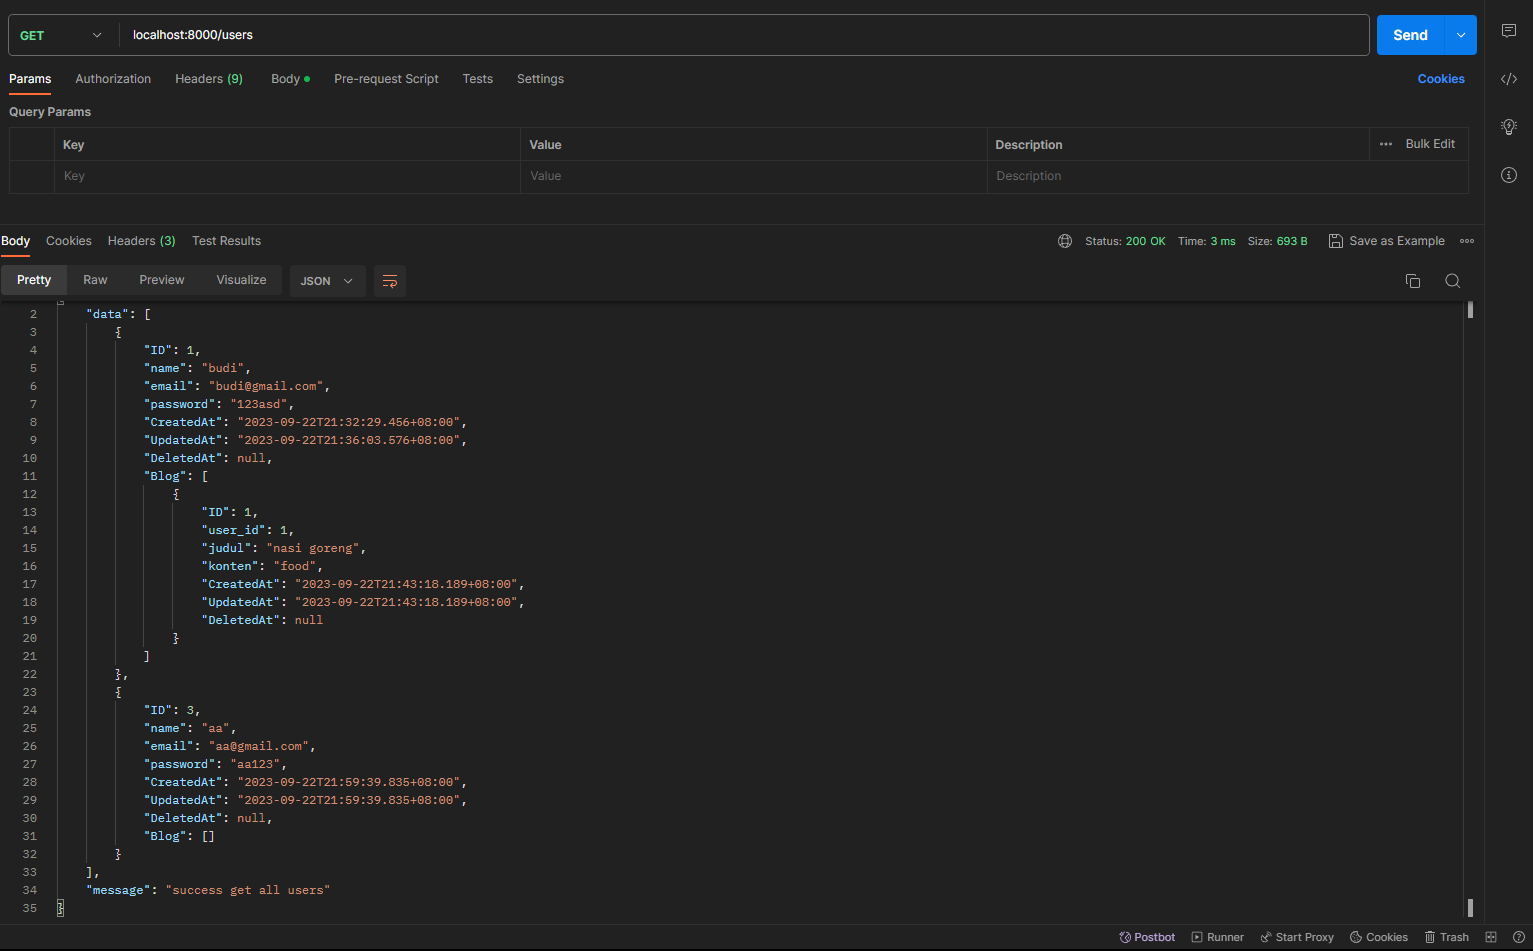 GET localhost:8000/users Send
Params Authorization Headers (9) Body Pre-request Script Tests Settings Cookies
Query Params
Key Value Description Bulk Edit
Key Value Description
Body Cookies Headers (3) Test Results Status: 200 OK Time: 3 ms Size: 693 B Save as Example
Pretty Raw Preview Visualize JSON
2 "data": [
3 {
4 "ID": 1,
5 "name": "budi",
6 "email": "budi@gmail.com",
7 "password": "123asd",
8 "CreatedAt": "2023-09-22T21:32:29.456+08:00",
9 "UpdatedAt": "2023-09-22T21:36:03.576+08:00",
10 "DeletedAt": null,
11 "Blog": [
12 {
13 "ID": 1,
14 "user_id": 1,
15 "judul": "nasi goreng",
16 "konten": "food",
17 "CreatedAt": "2023-09-22T21:43:18.189+08:00",
18 "UpdatedAt": "2023-09-22T21:43:18.189+08:00",
19 "DeletedAt": null
20 }
21 ]
22 },
23 {
24 "ID": 3,
25 "name": "aa",
26 "email": "aa@gmail.com",
27 "password": "aa123",
28 "CreatedAt": "2023-09-22T21:59:39.835+08:00",
29 "UpdatedAt": "2023-09-22T21:59:39.835+08:00",
30 "DeletedAt": null,
31 "Blog": []
32 }
33 ],
34 "message": "success get all users"
35 }
Postbot Runner Start Proxy Cookies Trash